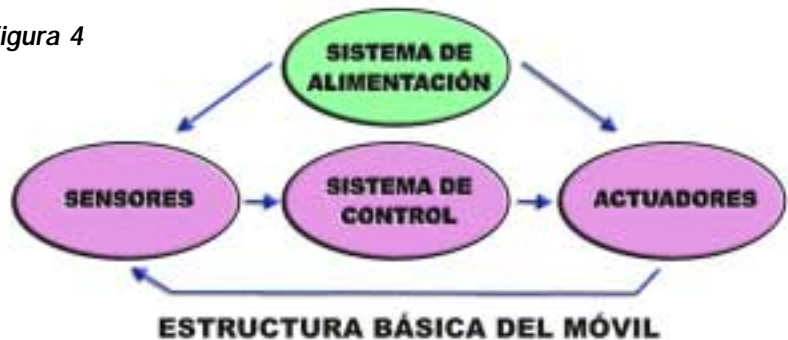 igura 4
SISTEMA DE
ALIMENTACIÓN
SENSORES
SISTEMA DE
CONTROL
ACTUADORES
ESTRUCTURA BÁSICA DEL MÓVIL